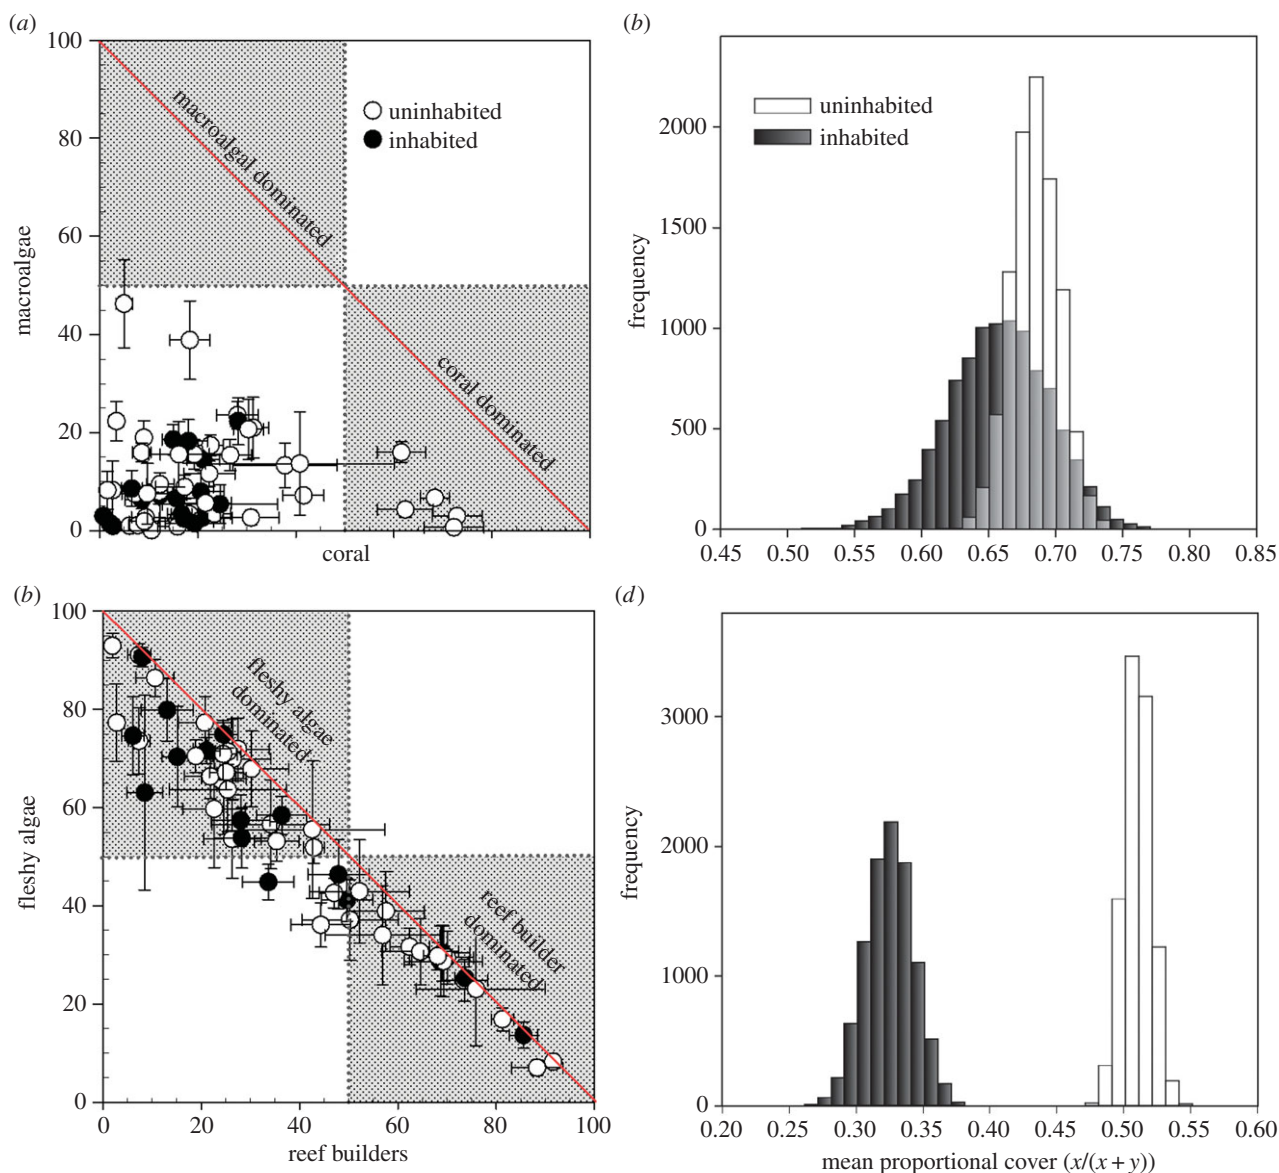 (a)
100
80
60
40
20
0
macroalgae
coral
macroalgal dominated
coral dominated
uninhabited
inhabited
(b)
2000
1500
1000
500
0
frequency
uninhabited
inhabited
0.45 0.50 0.55 0.60 0.65 0.70 0.75 0.80 0.85
(b)
100
80
60
40
20
0
fleshy algae
fleshy algae
dominated
reef builder
dominated
0 20 40 60 80 100
reef builders
(d)
3000
2000
1000
0
frequency
0.20 0.30 0.35 0.40 0.45 0.50 0.55 0.60
mean proportional cover (x/(x + y))